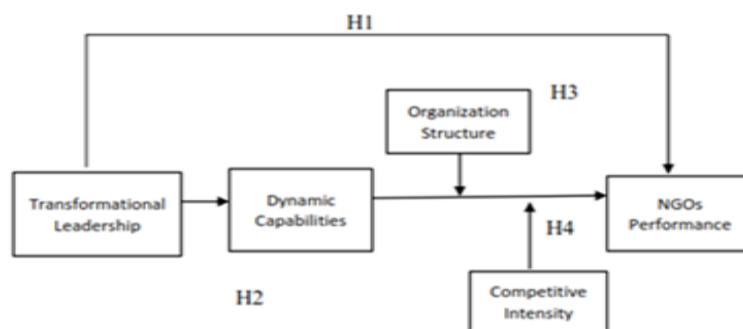 H1
H3
Organization
Structure
Transformational
Leadership
Dynamic
Capabilities
NGOs
Performance
H4
H2
Competitive
Intensity